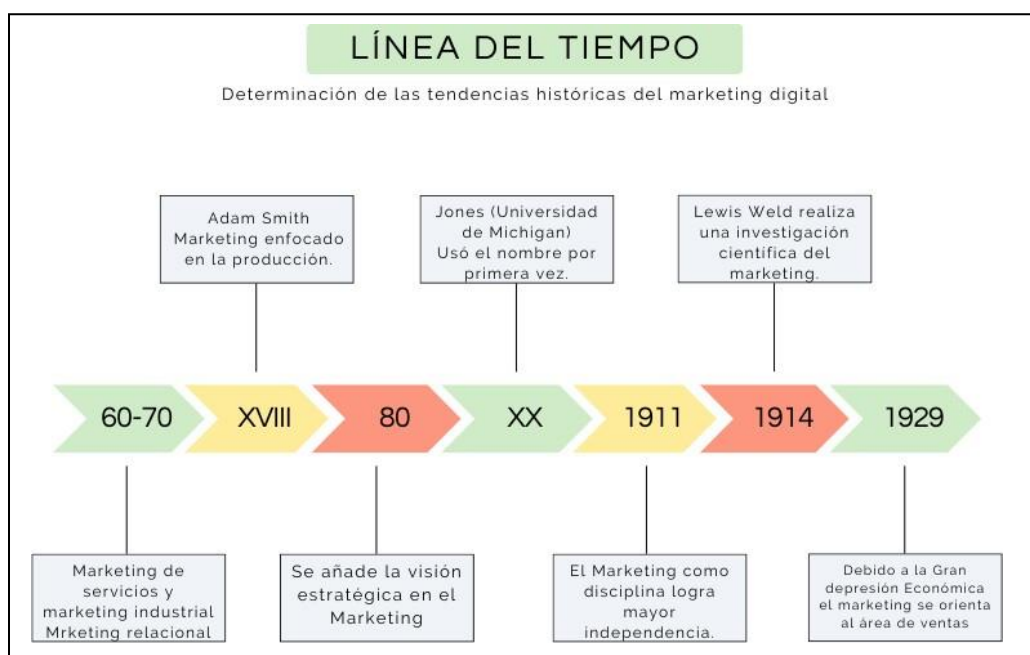 LÍNEA DEL TIEMPO
Determinación de las tendencias históricas del marketing digital
Adam Smith
Marketing enfocado
en la producción.
Jones (Universidad
de Michigan)
Usó el nombre por
primera vez.
Lewis Weld realiza
una investigación
científica del
marketing.
60-70
XVIII
80
XX
1911
1914
1929
Marketing de
servicios y
marketing industrial
Mrketing relacional
Se añade la visión
estratégica en el
Marketing
El Marketing como
disciplina logra
mayor
independencia.
Debido a la Gran
depresión Económica
el marketing se orienta
al área de ventas